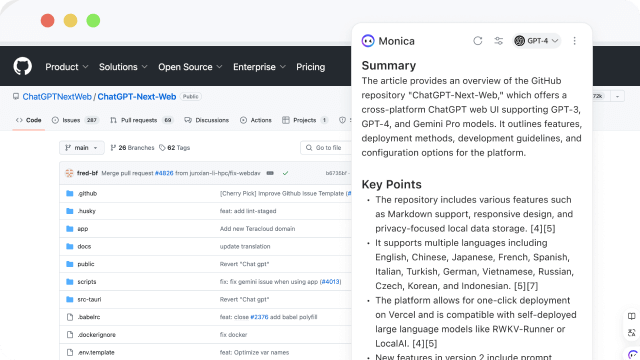 Monica
GPT-4
Product
Solutions
Open Source
Enterprise
Pricing
ChatGPTNextWeb / ChatGPT-Next-Web
Public
72k
Code
Issues 287
Pull requests 69
Discussions
Actions
Projects 1
main
26 Branches
62 Tags
Go to file
fred-bf Merge pull request #4826 from junxian-li-hpc/fix-webdav
.github [Cherry Pick] Improve Github Issue Template (#
.husky feat: add lint-staged
app Add new Teracloud domain
docs update translation
public Revert "Chat gpt"
scripts fix: fix gemini issue when using app (#4013)
src-tauri Revert "Chat gpt"
.babelrc feat: close #2376 add babel polyfill
.dockerignore fix docker
.env.template feat: Optimize var names
Summary
The article provides an overview of the GitHub
repository "ChatGPT-Next-Web," which offers a
cross-platform ChatGPT web UI supporting GPT-3,
GPT-4, and Gemini Pro models. It outlines features,
deployment methods, development guidelines, and
configuration options for the platform.
Key Points
• The repository includes various features such
as Markdown support, responsive design, and
privacy-focused local data storage. [4][5]
• It supports multiple languages including
English, Chinese, Japanese, French, Spanish,
Italian, Turkish, German, Vietnamese, Russian,
Czech, Korean, and Indonesian. [5][7]
• The platform allows for one-click deployment
on Vercel and is compatible with self-deployed
large language models like RWKV-Runner or
LocalAI. [4][5]
• New features in version 2 include prompt